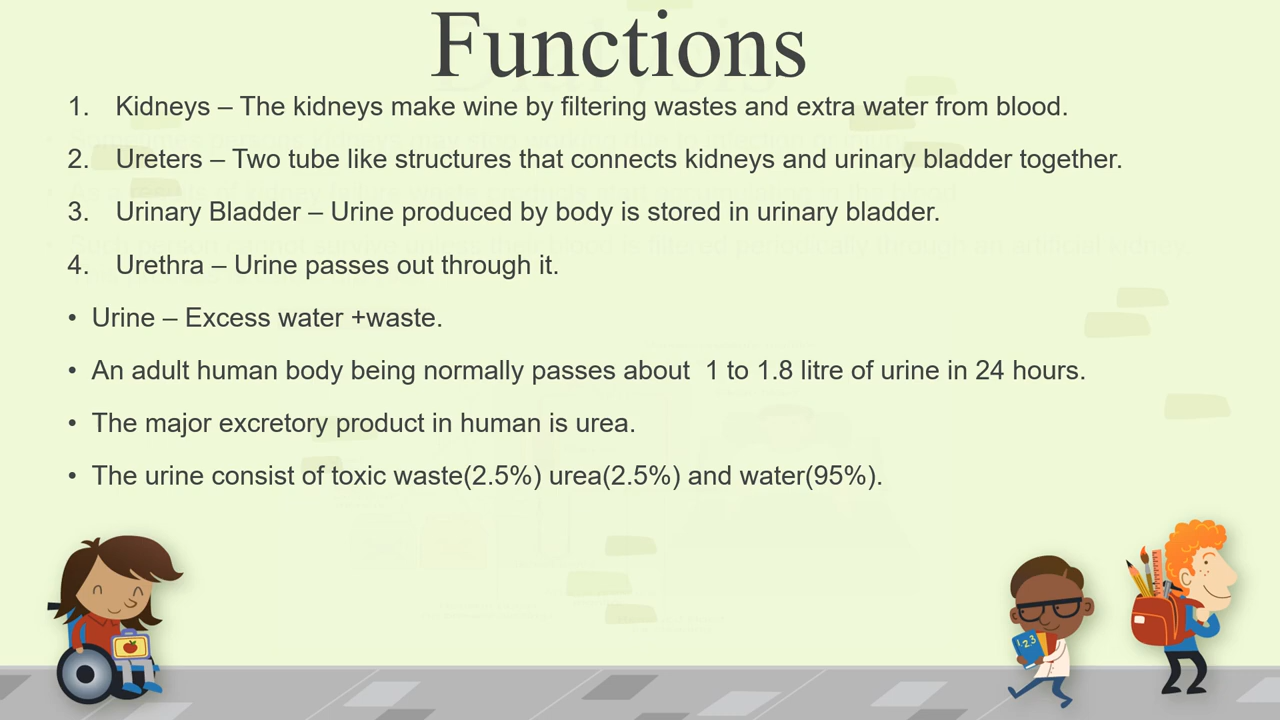 Functions
1. Kidneys – The kidneys make wine by filtering wastes and extra water from blood.
2. Ureters – Two tube like structures that connects kidneys and urinary bladder together.
3. Urinary Bladder – Urine produced by body is stored in urinary bladder.
4. Urethra – Urine passes out through it.
• Urine – Excess water +waste.
• An adult human body being normally passes about  1 to 1.8 litre of urine in 24 hours.
• The major excretory product in human is urea.
• The urine consist of toxic waste(2.5%) urea(2.5%) and water(95%).
123